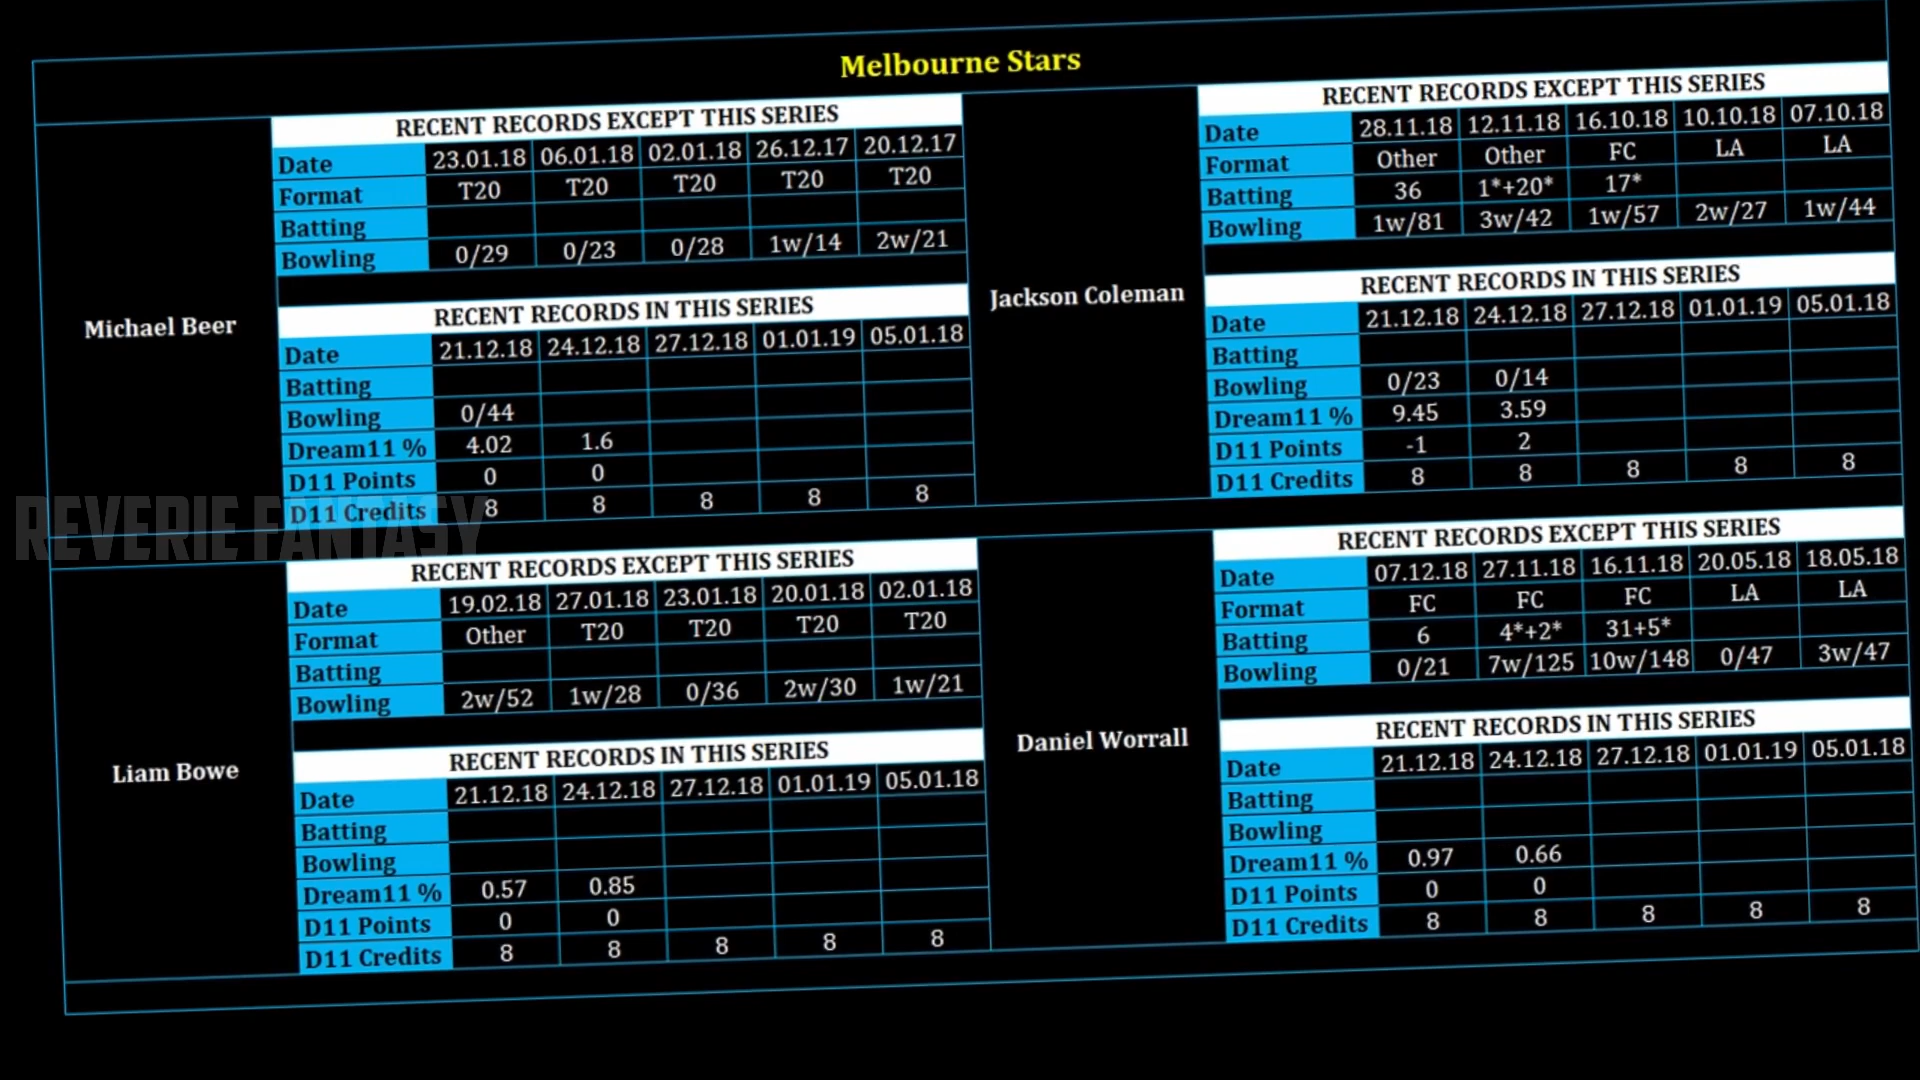 Melbourne Stars
Michael Beer
RECENT RECORDS EXCEPT THIS SERIES
Date 23.01.18 06.01.18 02.01.18 26.12.17 20.12.17
Format T20 T20 T20 T20 T20
Batting
Bowling 0/29 0/23 0/28 1w/14 2w/21
RECENT RECORDS IN THIS SERIES
Date 21.12.18 24.12.18 27.12.18 01.01.19 05.01.18
Batting
Bowling 0/44
Dream11 % 4.02 1.6
D11 Points 0 0
D11 Credits 8 8 8 8 8
Jackson Coleman
RECENT RECORDS EXCEPT THIS SERIES
Date 28.11.18 12.11.18 16.10.18 10.10.18 07.10.18
Format Other Other FC LA LA
Batting 36 1*+20* 17*
Bowling 1w/81 3w/42 1w/57 2w/27 1w/44
RECENT RECORDS IN THIS SERIES
Date 21.12.18 24.12.18 27.12.18 01.01.19 05.01.18
Batting
Bowling 0/23 0/14
Dream11 % 9.45 3.59
D11 Points -1 2
D11 Credits 8 8 8 8 8
REVERIE FANTASY
Liam Bowe
RECENT RECORDS EXCEPT THIS SERIES
Date 19.02.18 27.01.18 23.01.18 20.01.18 02.01.18
Format Other T20 T20 T20 T20
Batting
Bowling 2w/52 1w/28 0/36 2w/30 1w/21
RECENT RECORDS IN THIS SERIES
Date 21.12.18 24.12.18 27.12.18 01.01.19 05.01.18
Batting
Bowling
Dream11 % 0.57 0.85
D11 Points 0 0
D11 Credits 8 8 8 8 8
Daniel Worrall
RECENT RECORDS EXCEPT THIS SERIES
Date 07.12.18 27.11.18 16.11.18 20.05.18 18.05.18
Format FC FC FC LA LA
Batting 6 4*+2* 31+5*
Bowling 0/21 7w/125 10w/148 0/47 3w/47
RECENT RECORDS IN THIS SERIES
Date 21.12.18 24.12.18 27.12.18 01.01.19 05.01.18
Batting
Bowling
Dream11 % 0.97 0.66
D11 Points 0 0
D11 Credits 8 8 8 8 8